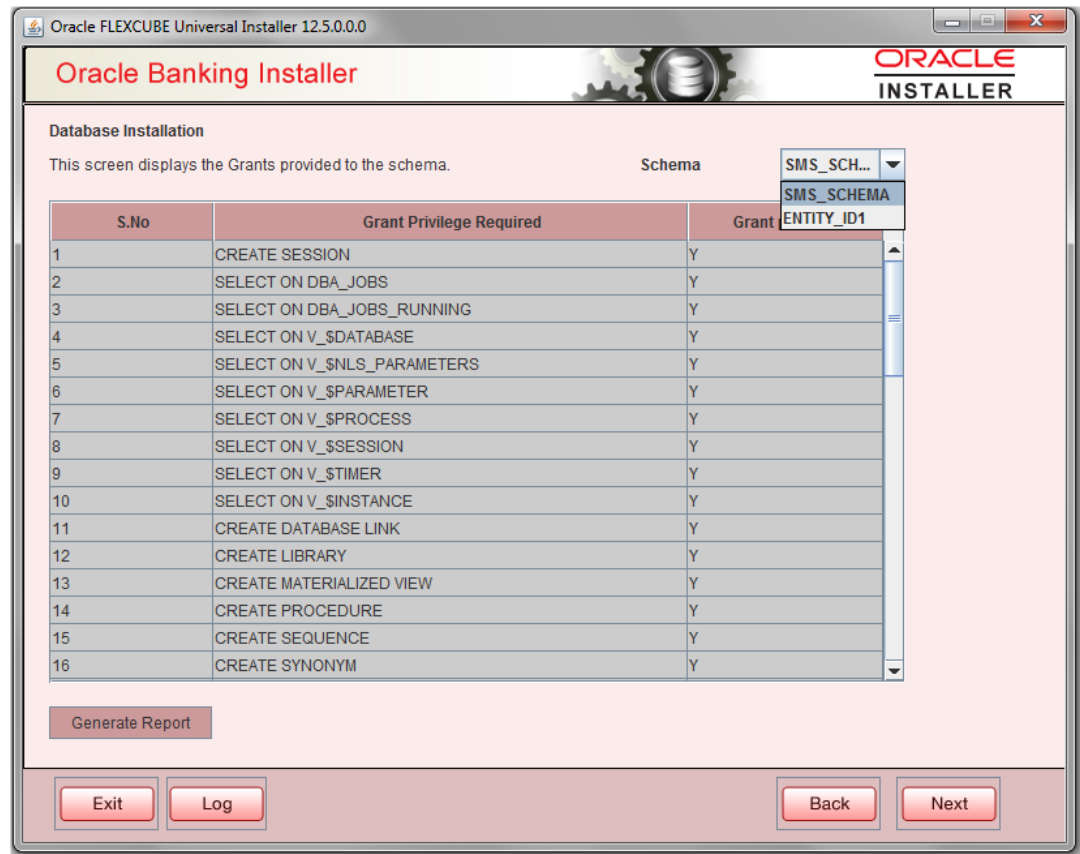 Oracle FLEXCUBE Universal Installer 12.5.0.0.0
Oracle Banking Installer
ORACLE
INSTALLER
Database Installation
This screen displays the Grants provided to the schema. Schema SMS_SCH...
SMS_SCHEMA
ENTITY_ID1
S.No Grant Privilege Required Grant
1 CREATE SESSION Y
2 SELECT ON DBA_JOBS Y
3 SELECT ON DBA_JOBS_RUNNING Y
4 SELECT ON V_$DATABASE Y
5 SELECT ON V_$NLS_PARAMETERS Y
6 SELECT ON V_$PARAMETER Y
7 SELECT ON V_$PROCESS Y
8 SELECT ON V_$SESSION Y
9 SELECT ON V_$TIMER Y
10 SELECT ON V_$INSTANCE Y
11 CREATE DATABASE LINK Y
12 CREATE LIBRARY Y
13 CREATE MATERIALIZED VIEW Y
14 CREATE PROCEDURE Y
15 CREATE SEQUENCE Y
16 CREATE SYNONYM Y
Generate Report
Exit Log Back Next